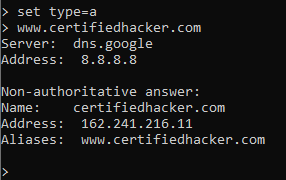 > set type=a
> www.certifiedhacker.com
Server:  dns.google
Address:  8.8.8.8

Non-authoritative answer:
Name:    certifiedhacker.com
Address:  162.241.216.11
Aliases:  www.certifiedhacker.com

>